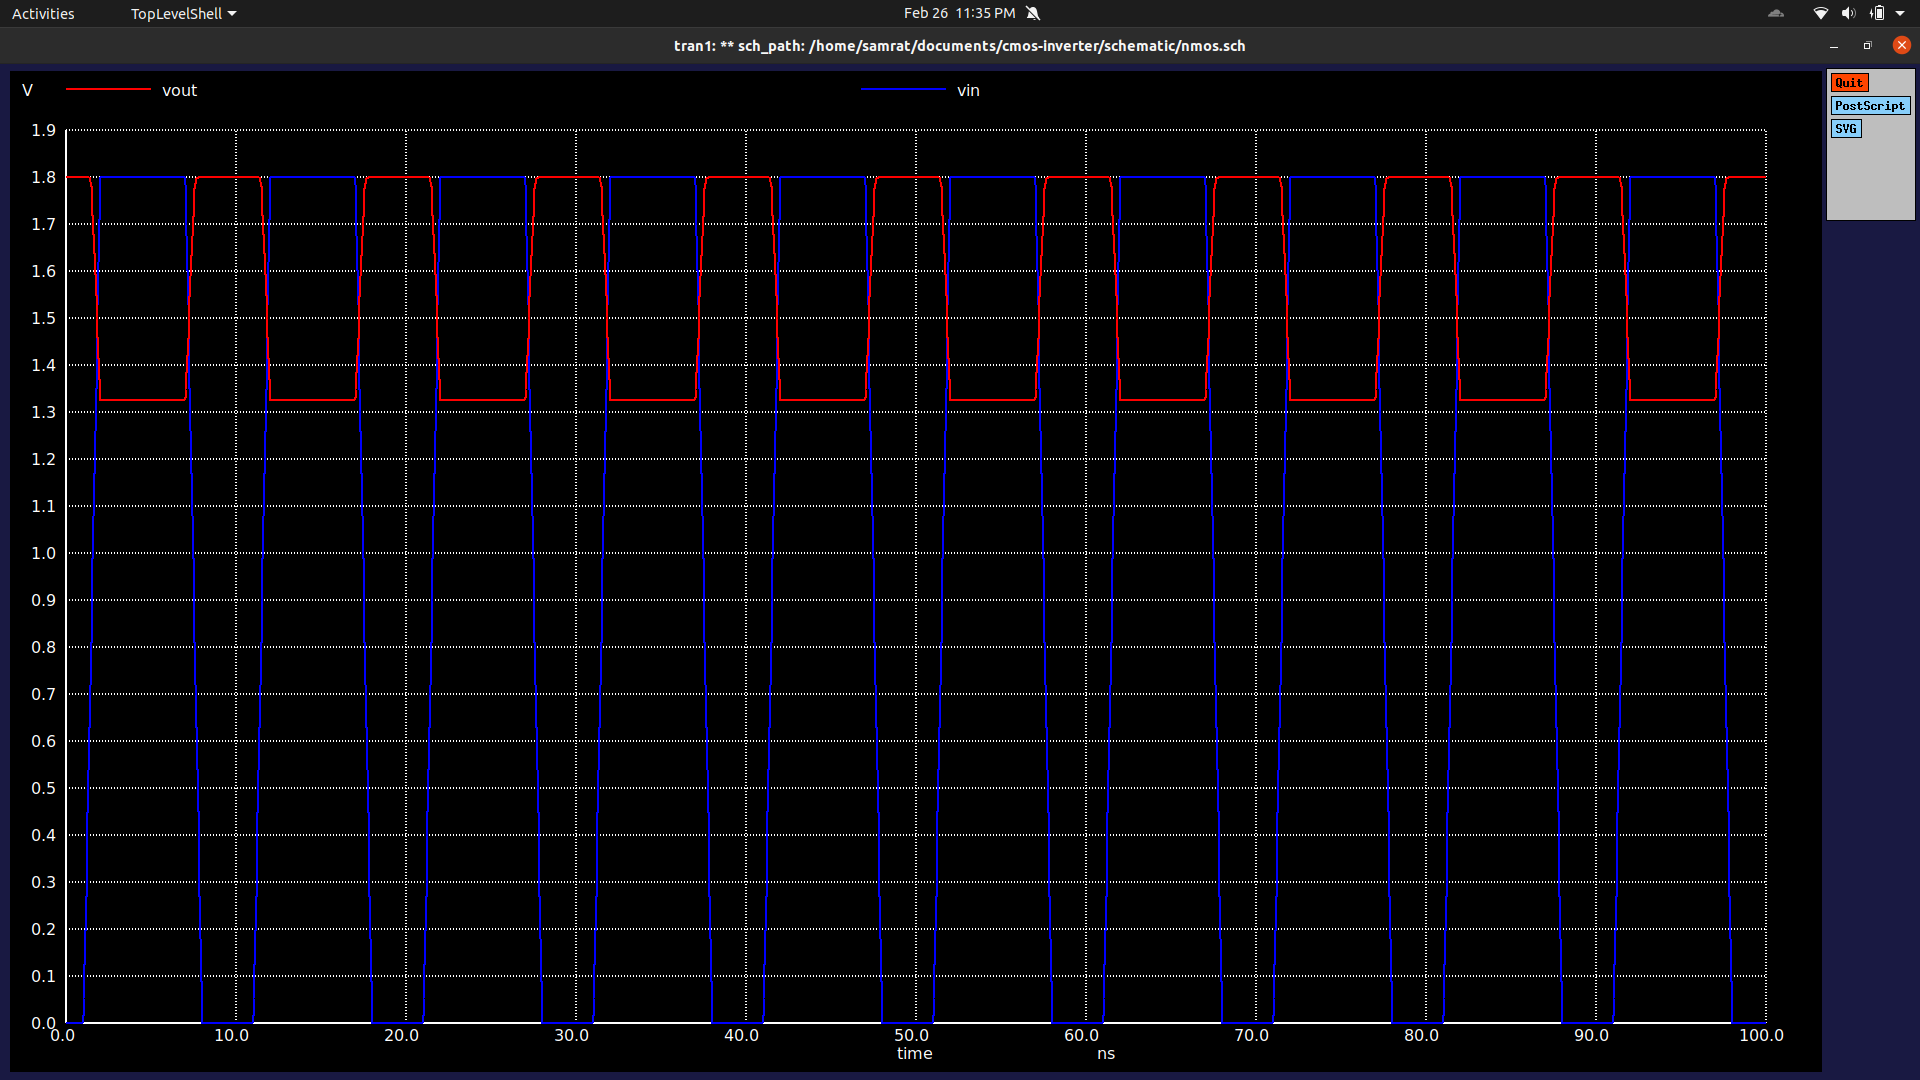 Activities TopLevelShell Feb 26 11:35 PM
tran1: ** sch_path: /home/samrat/documents/cmos-inverter/schematic/nmos.sch
V vout vin
Quit
PostScript
SVG
1.9
1.8
1.7
1.6
1.5
1.4
1.3
1.2
1.1
1.0
0.9
0.8
0.7
0.6
0.5
0.4
0.3
0.2
0.1
0.0
0.0 10.0 20.0 30.0 40.0 50.0 60.0 70.0 80.0 90.0 100.0
time ns